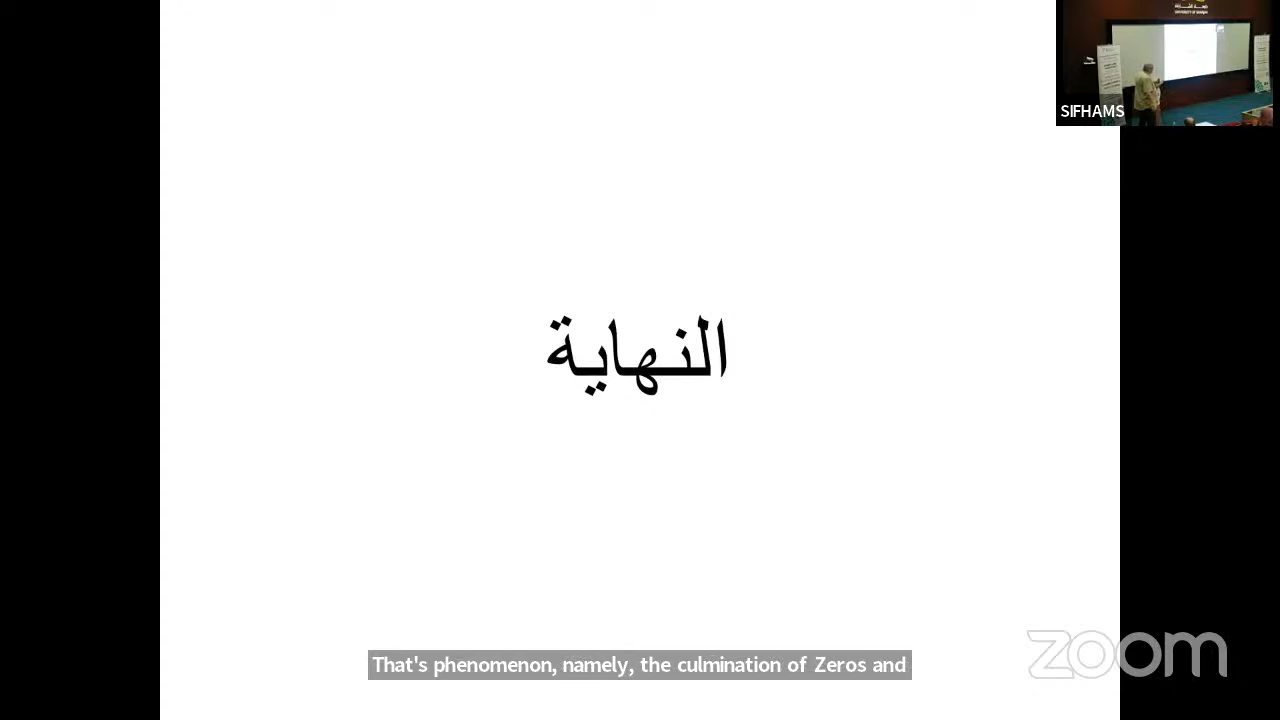 SIFHAMS
النهاية
That's phenomenon, namely, the culmination of Zeros and
zoom